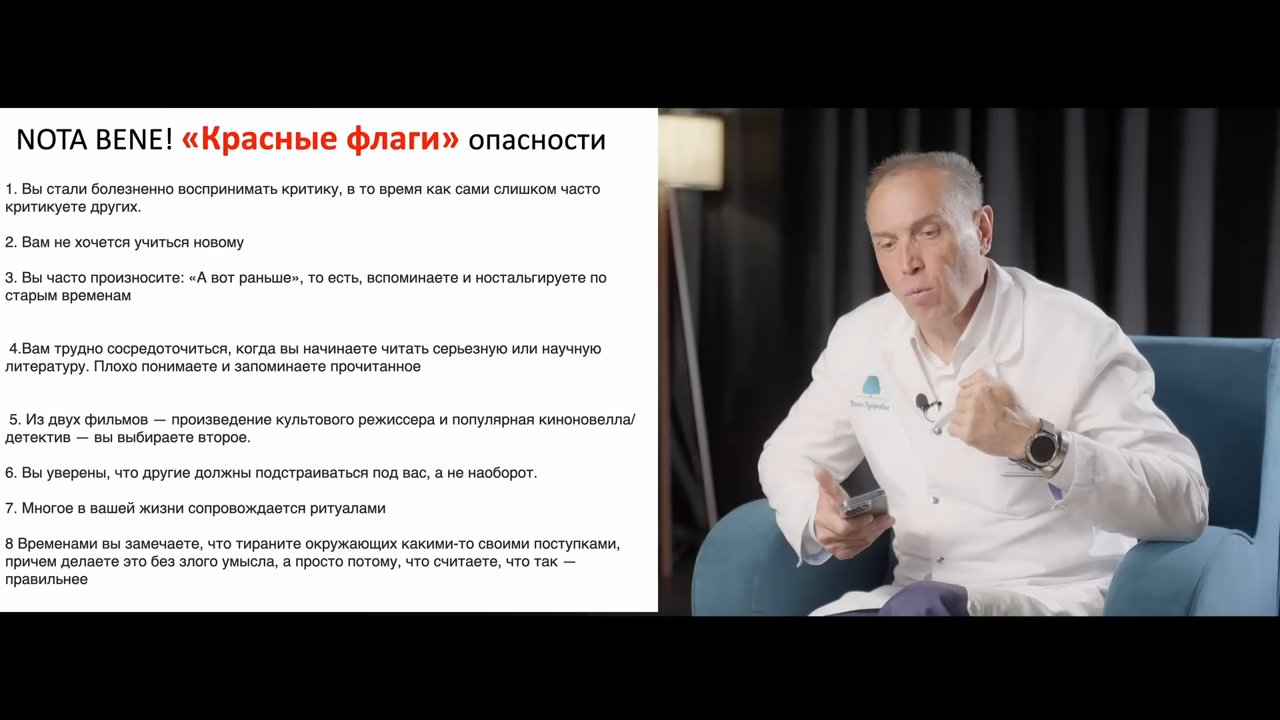 NOTA BENE! «Красные флаги» опасности
1. Вы стали болезненно воспринимать критику, в то время как сами слишком часто
критикуете других.
2. Вам не хочется учиться новому
3. Вы часто произносите: «А вот раньше», то есть, вспоминаете и ностальгируете по
старым временам
4.Вам трудно сосредоточиться, когда вы начинаете читать серьезную или научную
литературу. Плохо понимаете и запоминаете прочитанное
5. Из двух фильмов — произведение культового режиссера и популярная киноновелла/
детектив — вы выбираете второе.
6. Вы уверены, что другие должны подстраиваться под вас, а не наоборот.
7. Многое в вашей жизни сопровождается ритуалами
8 Временами вы замечаете, что тираните окружающих какими-то своими поступками,
причем делаете это без злого умысла, а просто потому, что считаете, что так —
правильнее